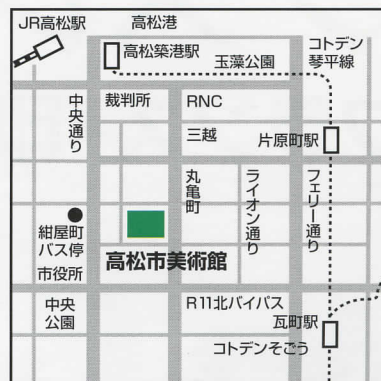 JR高松駅
高松港
高松築港駅
玉藻公園
コトデン
琴平線
中央通り
裁判所
RNC
三越
片原町駅
丸亀町
ライオン通り
フェリー通り
紺屋町
バス停
市役所
高松市美術館
中央
公園
R11北バイパス
瓦町駅
コトデンそごう